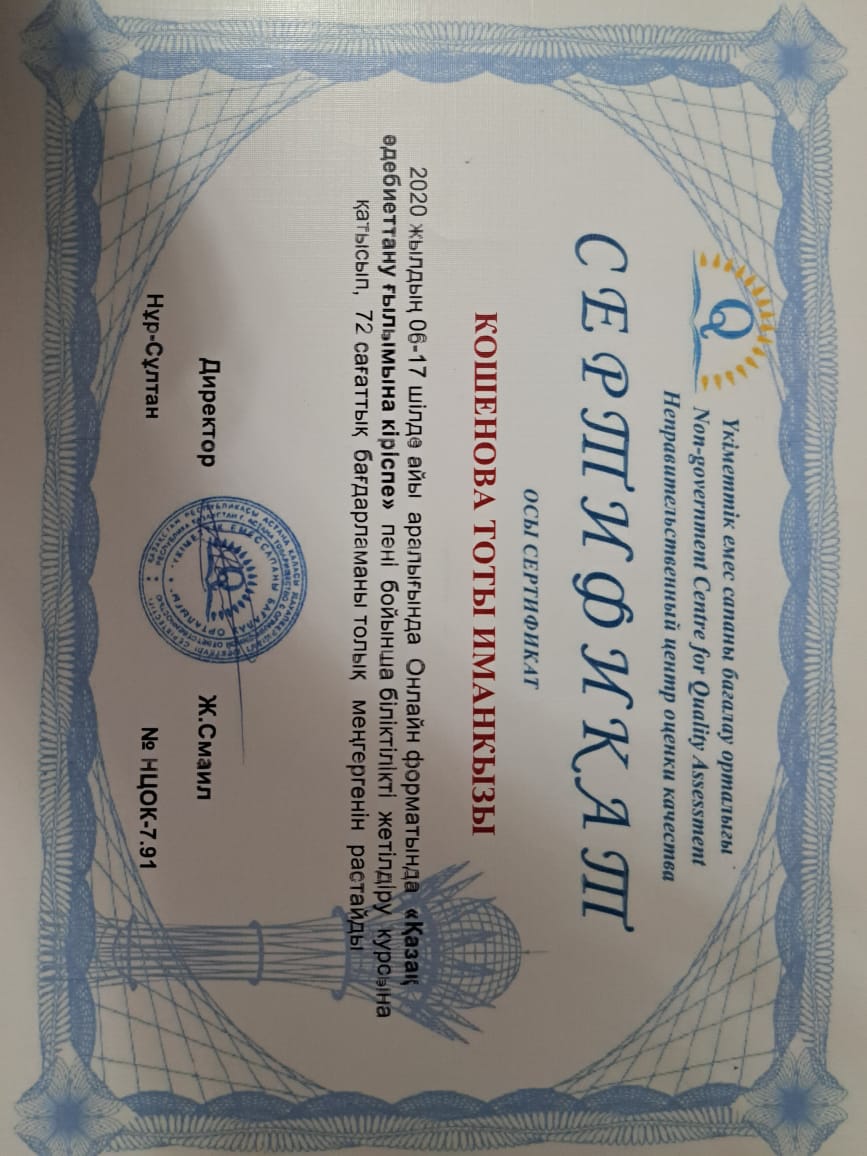 Үкіметтік емес сапаны бағалау орталығы
Non-government Centre for Quality Assessment
Неправительственный центр оценки качества
Q
СЕРТИФИКАТ
ОСЫ СЕРТИФИКАТ
КОШЕНОВА ТОТЫ ИМАНКЫЗЫ
2020 жылдың 06-17 шілде айы аралығында Онлайн форматында «Қазақ
әдебиеттану ғылымына кіріспе» пәні бойынша біліктілікті жетілдіру курсына
қатысып, 72 сағаттық бағдарламаны толық меңгергенін растайды
Директор Ж.Смаил
Нұр-Сұлтан № НЦОК-7.91